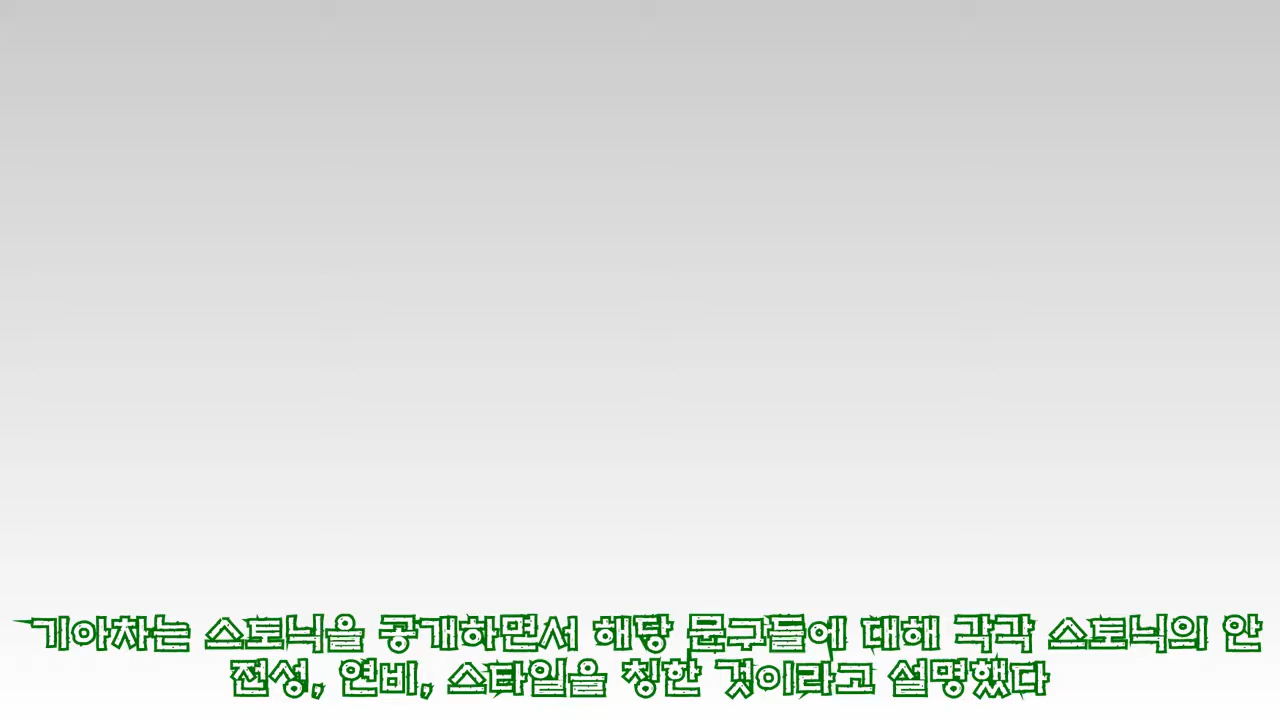 기아차는 스토닉을 공개하면서 해당 문구들에 대해 각각 스토닉의 안
전성, 연비, 스타일을 칭한 것이라고 설명했다